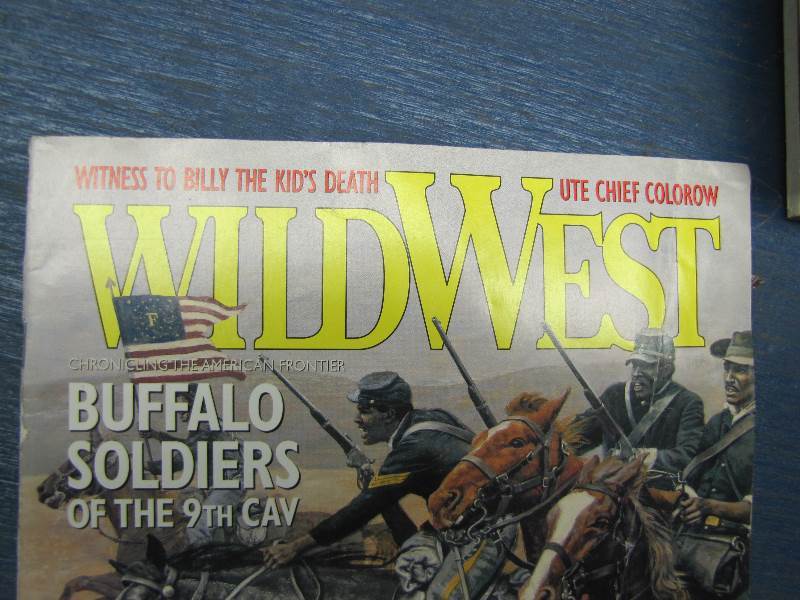 WITNESS TO BILLY THE KID'S DEATH
UTE CHIEF COLOROW
WILD WEST
F
CHRONICLING THE AMERICAN FRONTIER
BUFFALO
SOLDIERS
OF THE 9TH CAV